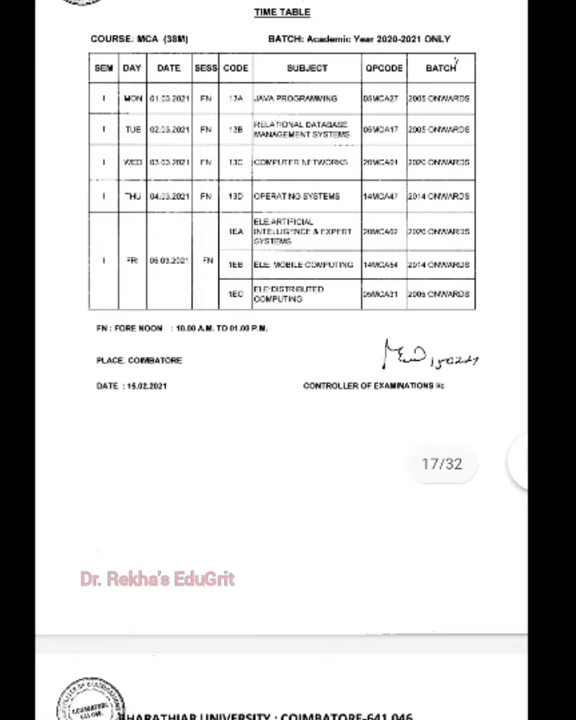 TIME TABLE
COURSE: MCA (38M) BATCH: Academic Year 2020-2021 ONLY
SEM DAY DATE SESS CODE SUBJECT QPCODE BATCH
I MON 01.03.2021 FN 13A JAVA PROGRAMMING 2005 ONWARDS
I TUE 02.03.2021 FN 13B RELATIONAL DATABASE MANAGEMENT SYSTEMS 2005 ONWARDS
I WED 03.03.2021 FN 13C COMPUTER NETWORKS 20MCA01 2020 ONWARDS
I THU 04.03.2021 FN 13D OPERATING SYSTEMS 14MCA47 2014 ONWARDS
I FRI 05.03.2021 FN 1EA ELE:ARTIFICIAL INTELLIGENCE & EXPERT SYSTEMS 20MCA02 2020 ONWARDS
1EB ELE: MOBILE COMPUTING 14MCA54 2014 ONWARDS
1EC ELE:DISTRIBUTED COMPUTING 2005 ONWARDS
FN : FORE NOON : 10.00 A.M. TO 01.00 P.M.
PLACE: COIMBATORE
DATE : 15.02.2021 CONTROLLER OF EXAMINATIONS i/c
17/32
Dr. Rekha's EduGrit
BHARATHIAR UNIVERSITY : COIMBATORE-641 046